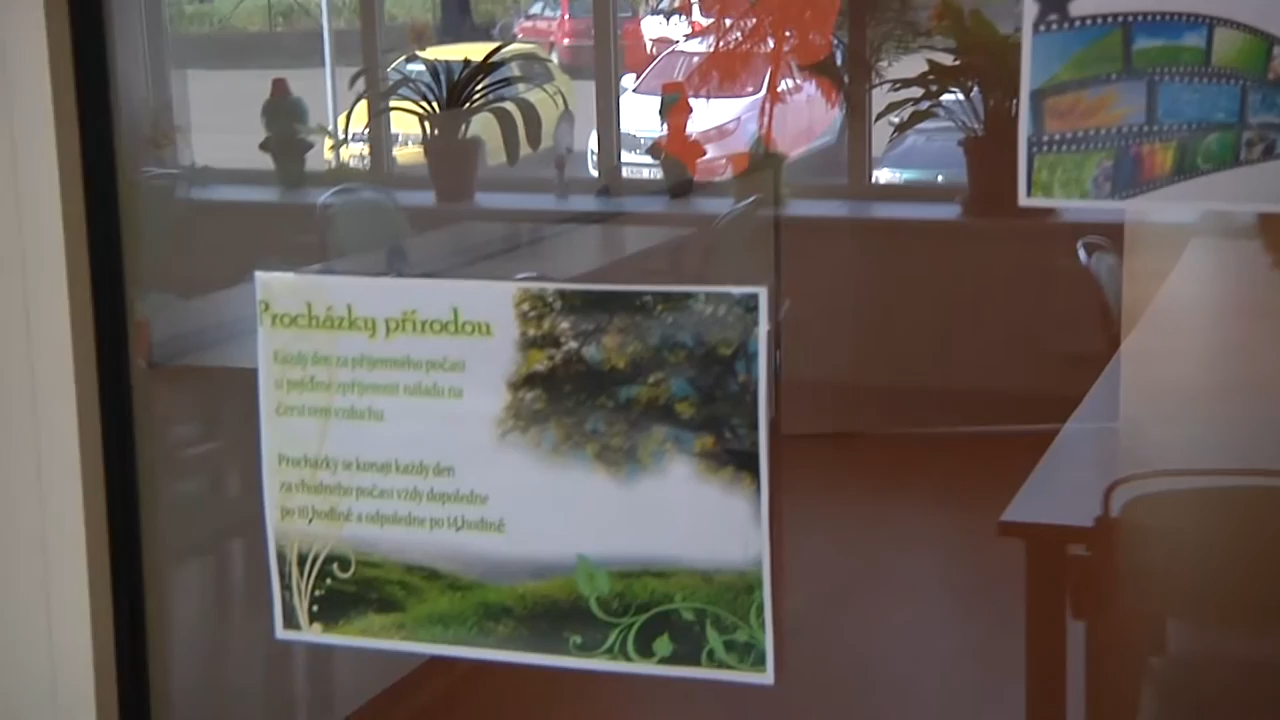 Procházky přírodou
Každý den za příjemného počasí
si pojďme zpříjemnit náladu na
čerstvém vzduchu
Procházky se konají každý den
za vhodného počasí vždy dopoledne
po 10 hodině a odpoledne po 14 hodině